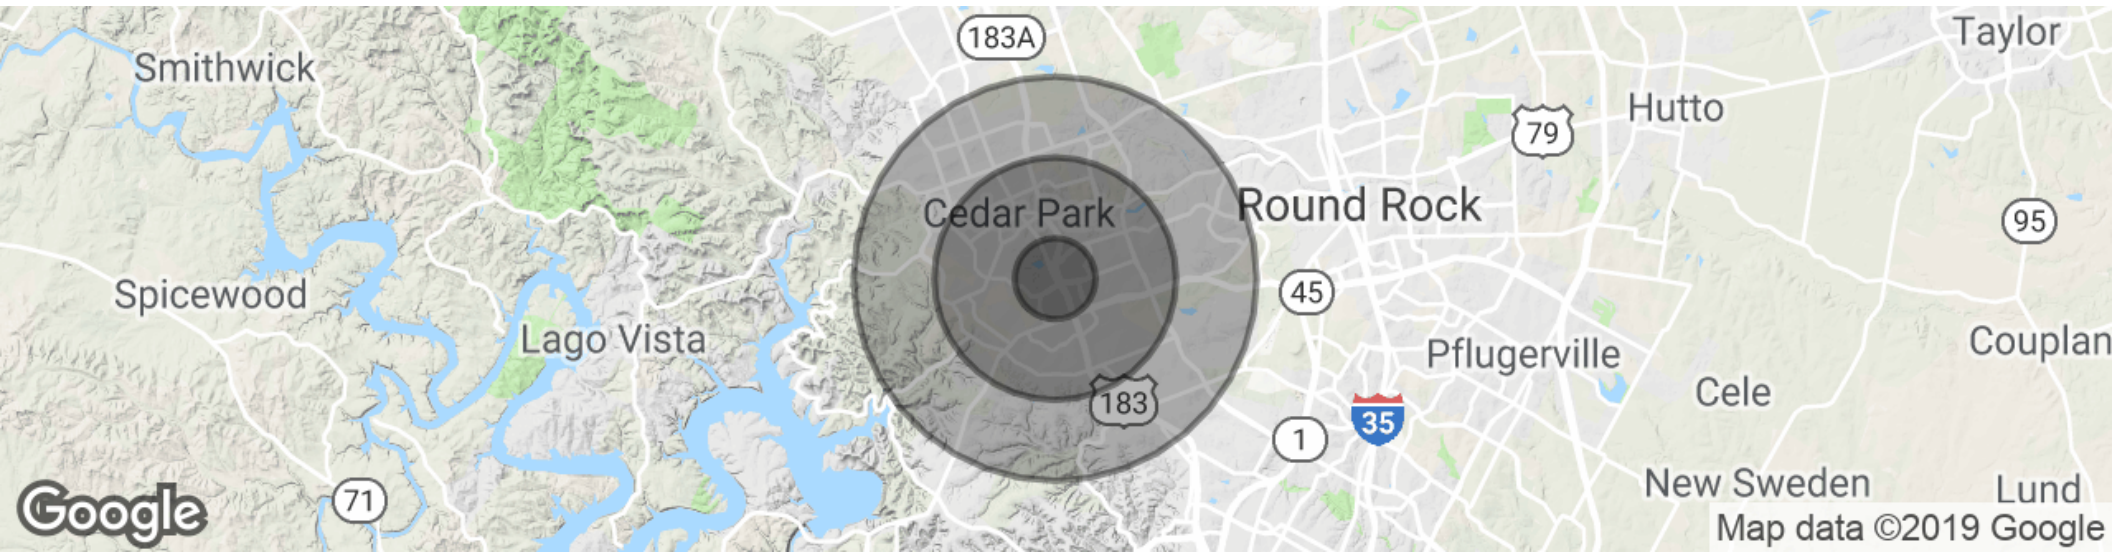 183A
Taylor
Smithwick
Hutto
79
Cedar Park
Round Rock
95
Spicewood
45
Lago Vista
Couplan
Pflugerville
Cele
183
35
1
New Sweden
Lund
71
Google
Map data ©2019 Google